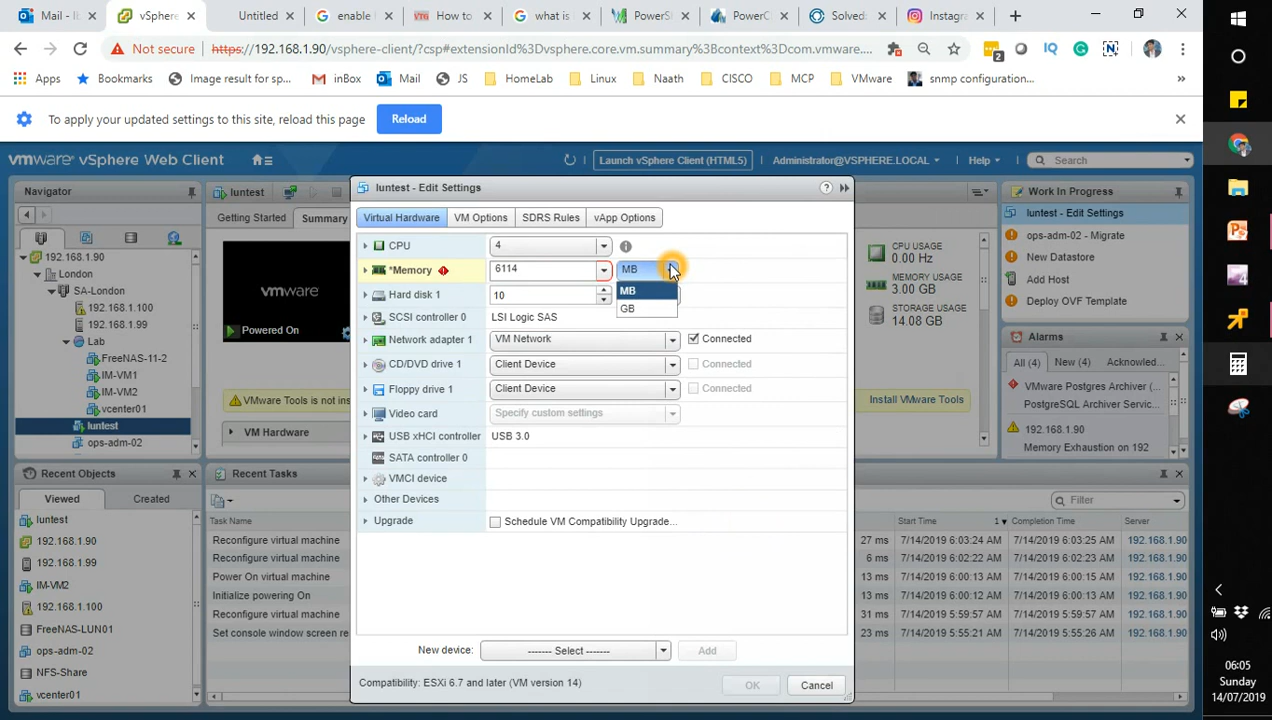 Mail - Ib...
vSphere
Untitled
enable l
How to
what is
PowerS
PowerC
Solved:
Instagra
Not secure
https://192.168.1.90/vsphere-client/?csp#extensionId%3Dvsphere.core.vm.summary%3Bcontext%3Dcom.vmware....
2
IQ
Apps
Bookmarks
Image result for sp...
inBox
Mail
JS
HomeLab
Linux
Naath
CISCO
MCP
VMware
snmp configuration...
»
To apply your updated settings to this site, reload this page
Reload
vmware vSphere Web Client
Launch vSphere Client (HTML5)
Administrator@VSPHERE.LOCAL
Help
Search
Navigator
192.168.1.90
London
SA-London
192.168.1.100
192.168.1.99
Lab
FreeNAS-11-2
IM-VM1
IM-VM2
vcenter01
luntest
ops-adm-02
luntest
Getting Started
Summary
vmware
Powered On
VMware Tools is not ins
VM Hardware
luntest - Edit Settings
Virtual Hardware
VM Options
SDRS Rules
vApp Options
CPU
4
*Memory
6114
MB
MB
GB
Hard disk 1
10
SCSI controller 0
LSI Logic SAS
Network adapter 1
VM Network
Connected
CD/DVD drive 1
Client Device
Connected
Floppy drive 1
Client Device
Connected
Video card
Specify custom settings
USB xHCI controller
USB 3.0
SATA controller 0
VMCI device
Other Devices
Upgrade
Schedule VM Compatibility Upgrade...
New device:
------- Select -------
Add
Compatibility: ESXi 6.7 and later (VM version 14)
OK
Cancel
CPU USAGE
0.00 Hz
MEMORY USAGE
3.00 GB
STORAGE USAGE
14.08 GB
Install VMware Tools
Work In Progress
luntest - Edit Settings
ops-adm-02 - Migrate
New Datastore
Add Host
Deploy OVF Template
Alarms
All (4)
New (4)
Acknowled...
VMware Postgres Archiver (...
PostgreSQL Archiver Servic...
192.168.1.90
Memory Exhaustion on 192
Recent Objects
Viewed
Created
luntest
192.168.1.90
192.168.1.99
IM-VM2
192.168.1.100
FreeNAS-LUN01
ops-adm-02
NFS-Share
vcenter01
Recent Tasks
Filter
Task Name
Start Time
1
Completion Time
Server
Reconfigure virtual machine
27 ms
7/14/2019 6:03:24 AM
7/14/2019 6:03:25 AM
192.168.1.90
Reconfigure virtual machine
9 ms
7/14/2019 6:02:22 AM
7/14/2019 6:02:23 AM
192.168.1.90
Power On virtual machine
13 ms
7/14/2019 6:00:13 AM
7/14/2019 6:00:12 AM
192.168.1.90
Initialize powering On
13 ms
7/14/2019 6:00:12 AM
7/14/2019 6:00:13 AM
192.168.1.90
Reconfigure virtual machine
31 ms
7/14/2019 5:59:57 AM
7/14/2019 5:59:57 AM
192.168.1.90
Set console window screen re
23 ms
7/14/2019 5:55:21 AM
7/14/2019 5:55:26 AM
192.168.1.90
06:05
Sunday
14/07/2019